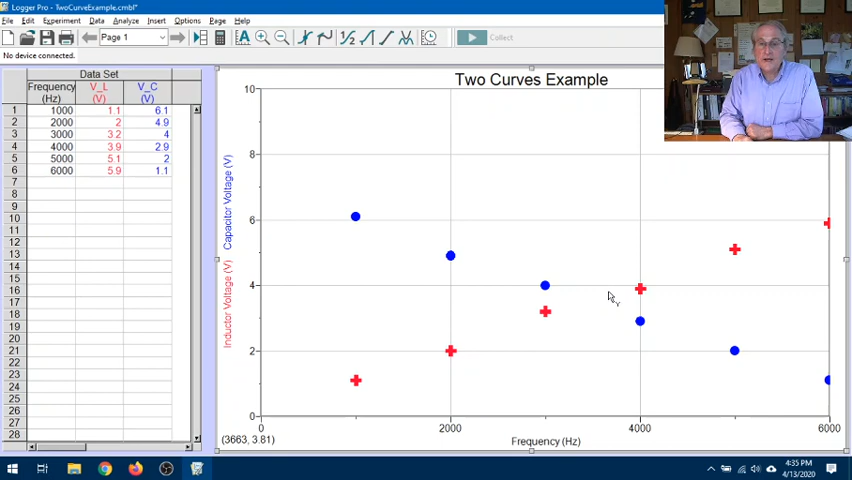 Logger Pro - TwoCurveExample.cmbl*
File Edit Experiment Data Analyze Insert Options Page Help
Page 1 Collect
No device connected.
Data Set
Frequency V_L V_C
(Hz) (V) (V)
1 1000 1.1 6.1
2 2000 2 4.9
3 3000 3.2 4
4 4000 3.9 2.9
5 5000 5.1 2
6 6000 5.9 1.1
7
8
9
10
11
12
13
14
15
16
17
18
19
20
21
22
23
24
25
26
27
28
Two Curves Example
Inductor Voltage (V) Capacitor Voltage (V)
10
8
6
4
2
0
0 2000 4000 6000
(3663, 3.81)
Frequency (Hz)
Y
4:35 PM
4/13/2020